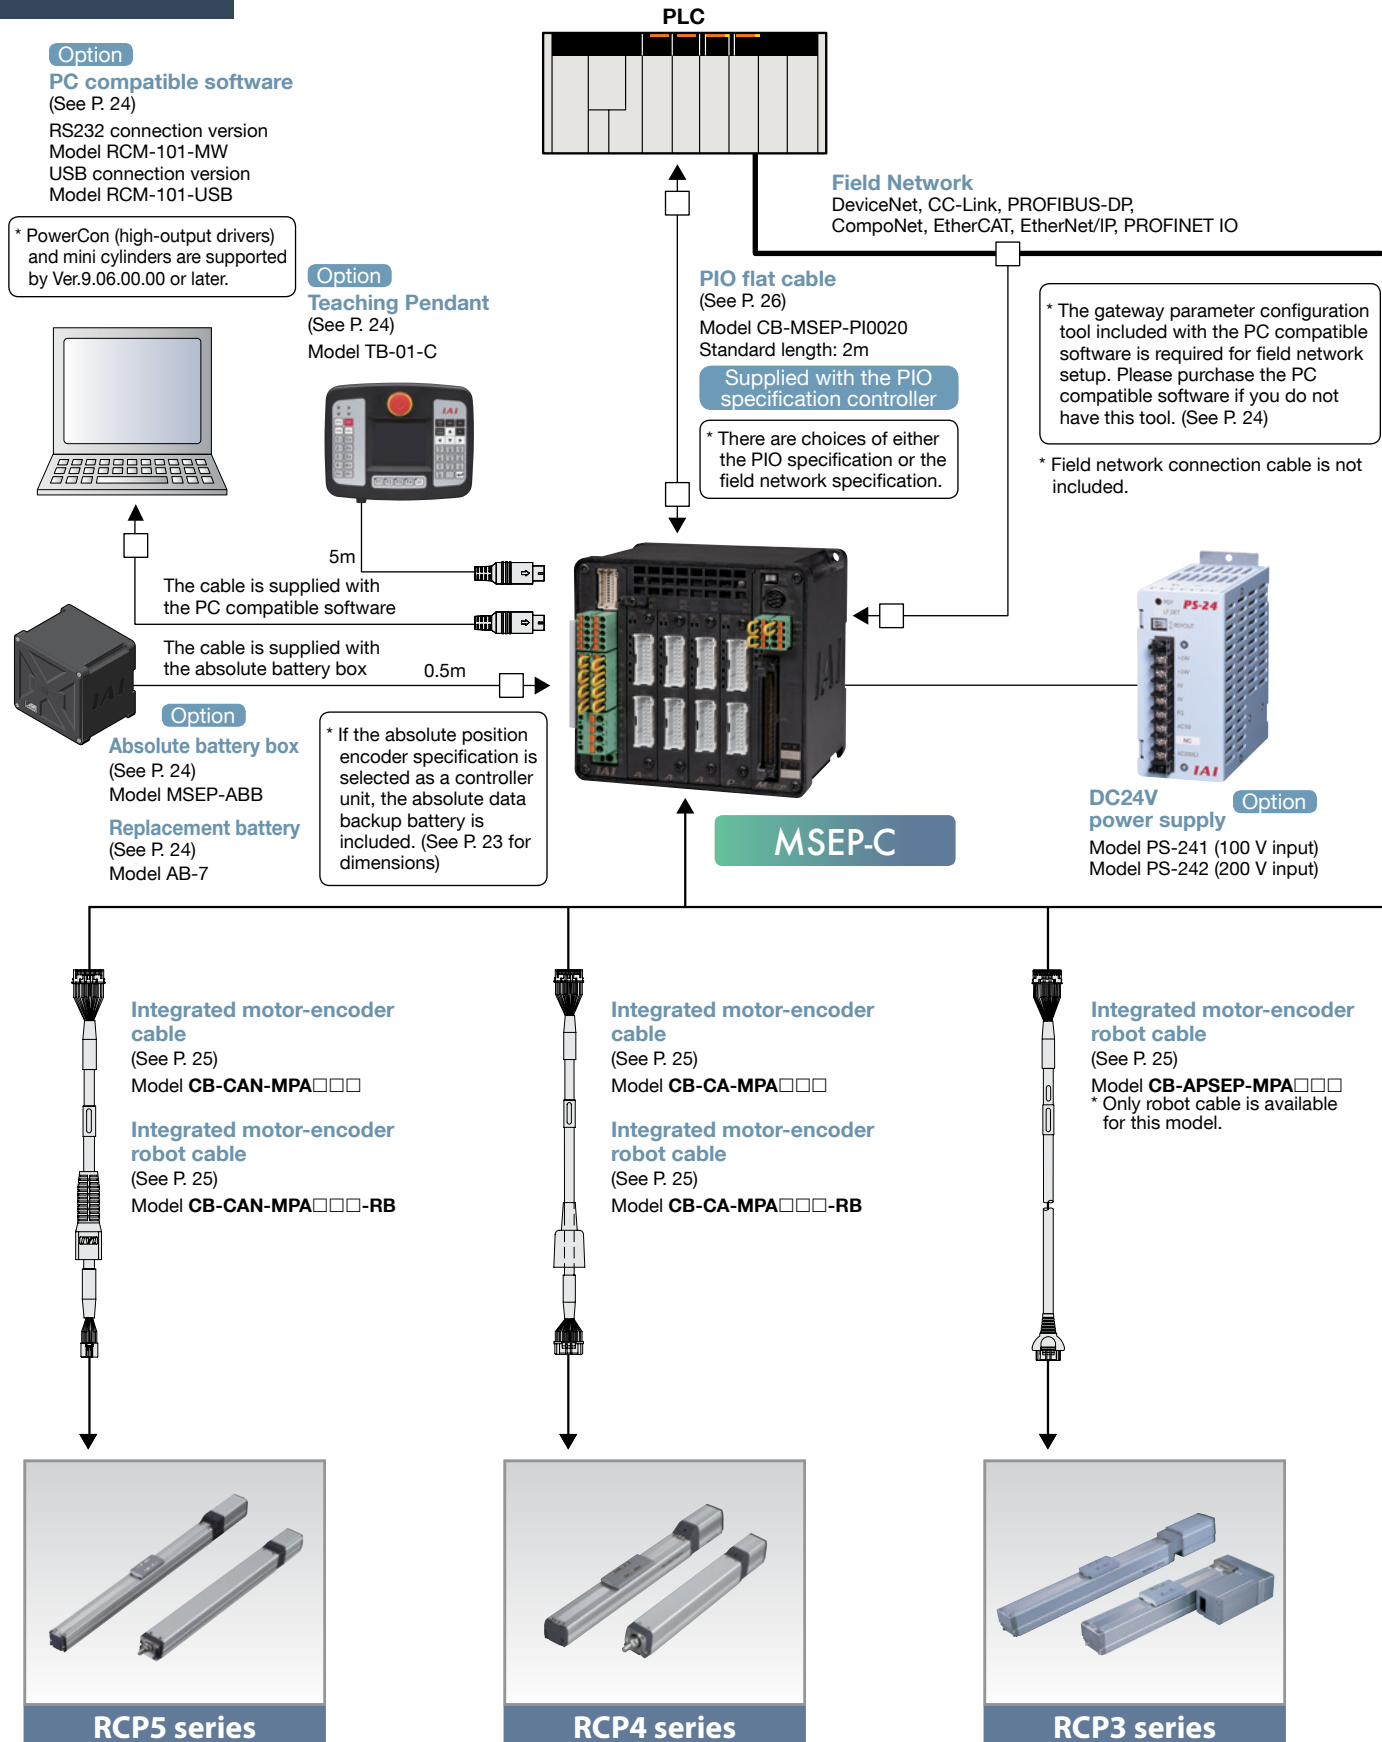 PLC
Option
PC compatible software
(See P. 24)
RS232 connection version
Model RCM-101-MW
USB connection version
Model RCM-101-USB
* PowerCon (high-output drivers)
and mini cylinders are supported
by Ver.9.06.00.00 or later.
Option
Teaching Pendant
(See P. 24)
Model TB-01-C
IAI
Field Network
DeviceNet, CC-Link, PROFIBUS-DP,
CompoNet, EtherCAT, EtherNet/IP, PROFINET IO
PIO flat cable
(See P. 26)
Model CB-MSEP-PI0020
Standard length: 2m
Supplied with the PIO
specification controller
* There are choices of either
the PIO specification or the
field network specification.
* The gateway parameter configuration
tool included with the PC compatible
software is required for field network
setup. Please purchase the PC
compatible software if you do not
have this tool. (See P. 24)
* Field network connection cable is not
included.
5m
The cable is supplied with
the PC compatible software
The cable is supplied with
the absolute battery box
0.5m
Option
Absolute battery box
(See P. 24)
Model MSEP-ABB
Replacement battery
(See P. 24)
Model AB-7
* If the absolute position
encoder specification is
selected as a controller
unit, the absolute data
backup battery is
included. (See P. 23 for
dimensions)
IAI
IAI
MSEP-C
PS-24
+24V
+24V
0V
0V
FG
NC
IAI
DC24V
power supply
Option
Model PS-241 (100 V input)
Model PS-242 (200 V input)
Integrated motor-encoder
cable
(See P. 25)
Model CB-CAN-MPA□□□
Integrated motor-encoder
robot cable
(See P. 25)
Model CB-CAN-MPA□□□-RB
Integrated motor-encoder
cable
(See P. 25)
Model CB-CA-MPA□□□
Integrated motor-encoder
robot cable
(See P. 25)
Model CB-CA-MPA□□□-RB
Integrated motor-encoder
robot cable
(See P. 25)
Model CB-APSEP-MPA□□□
* Only robot cable is available
for this model.
RCP5 series
RCP4 series
RCP3 series